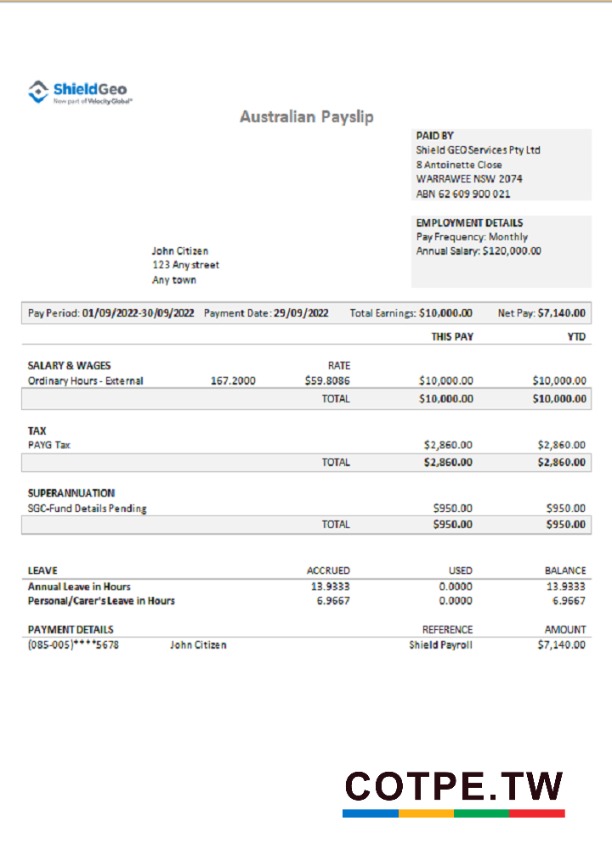 ShieldGeo
Now part of Velocity Global
Australian Payslip
PAID BY
Shield GEO Services Pty Ltd
8 Antoinette Close
WARRAWEE NSW 2074
ABN 62 609 900 021
EMPLOYMENT DETAILS
Pay Frequency: Monthly
Annual Salary: $120,000.00
John Citizen
123 Any street
Any town
Pay Period: 01/09/2022-30/09/2022 Payment Date: 29/09/2022 Total Earnings: $10,000.00 Net Pay: $7,140.00
THIS PAY YTD
SALARY & WAGES RATE
Ordinary Hours - External 167.2000 $59.8086 $10,000.00 $10,000.00
TOTAL $10,000.00 $10,000.00
TAX
PAYG Tax $2,860.00 $2,860.00
TOTAL $2,860.00 $2,860.00
SUPERANNUATION
SGC-Fund Details Pending $950.00 $950.00
TOTAL $950.00 $950.00
LEAVE ACCRUED USED BALANCE
Annual Leave in Hours 13.9333 0.0000 13.9333
Personal/Carer's Leave in Hours 6.9667 0.0000 6.9667
PAYMENT DETAILS REFERENCE AMOUNT
(085-005)****5678 John Citizen Shield Payroll $7,140.00
COTPE.TW